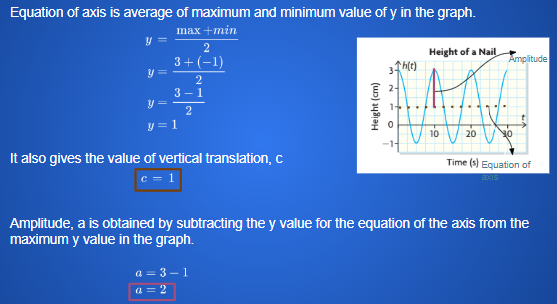 Equation of axis is average of maximum and minimum value of y in the graph.
y = max +min / 2
y = 3 + (−1) / 2
y = 3 − 1 / 2
y = 1
It also gives the value of vertical translation, c
c = 1
Amplitude, a is obtained by subtracting the y value for the equation of the axis from the
maximum y value in the graph.
a = 3 − 1
a = 2
Height of a Nail
Amplitude
h(t)
3
2
1
0
−1
t
10 20 30
Height (cm)
Time (s) Equation of
axis